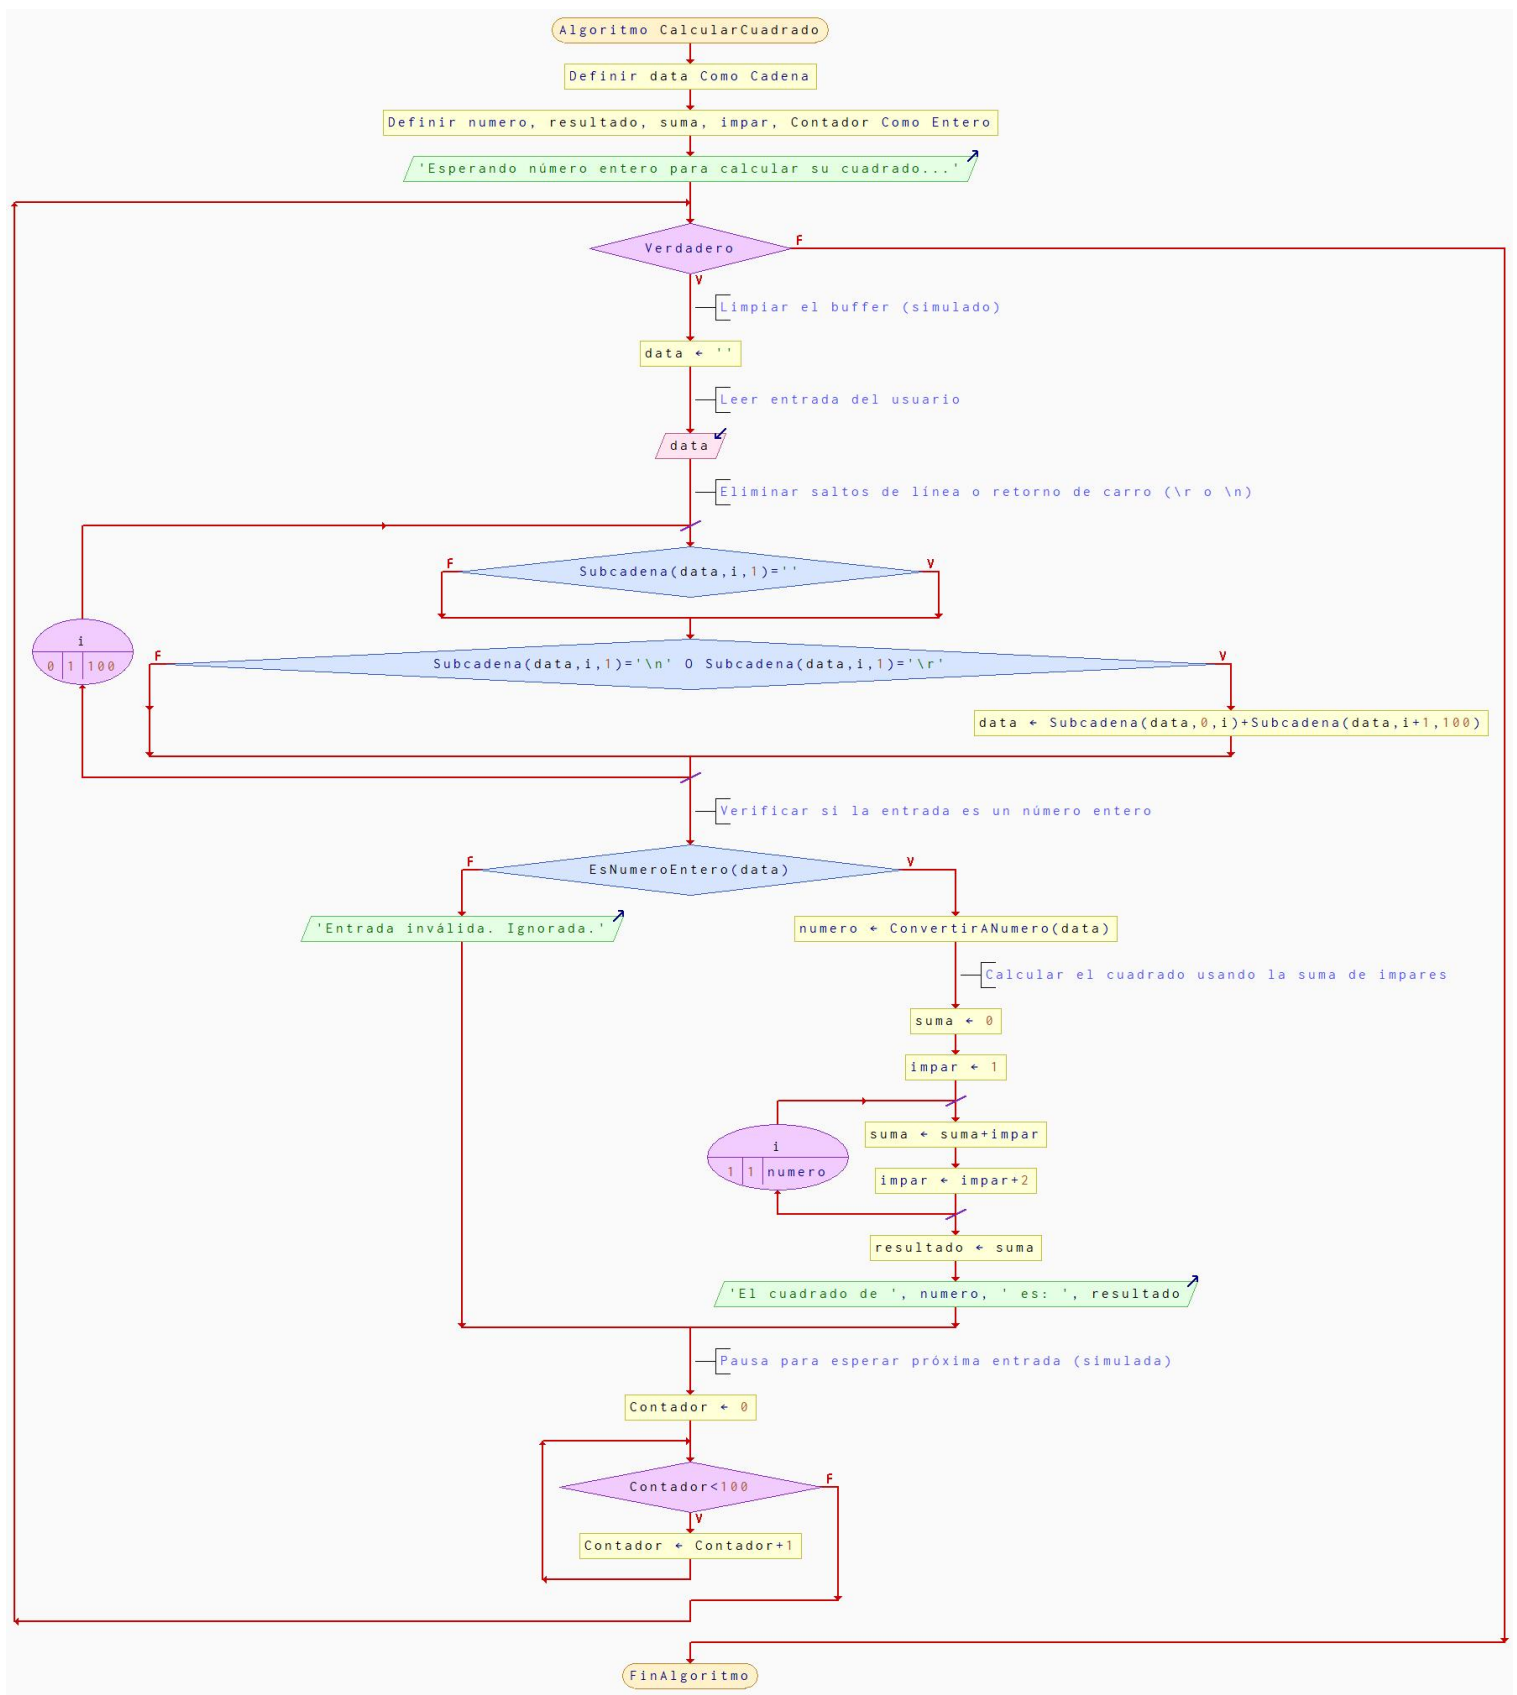 Algoritmo CalcularCuadrado
Definir data Como Cadena
Definir numero, resultado, suma, impar, Contador Como Entero
'Esperando número entero para calcular su cuadrado...'
Verdadero
F
V
Limpiar el buffer (simulado)
data ← ''
Leer entrada del usuario
data
Eliminar saltos de línea o retorno de carro (\r o \n)
F
Subcadena(data,i,1)=''
V
i
0 1 100
F
Subcadena(data,i,1)='\n' O Subcadena(data,i,1)='\r'
V
data ← Subcadena(data,0,i)+Subcadena(data,i+1,100)
Verificar si la entrada es un número entero
F
EsNumeroEntero(data)
V
'Entrada inválida. Ignorada.'
numero ← ConvertirANumero(data)
Calcular el cuadrado usando la suma de impares
suma ← 0
impar ← 1
i
1 1 numero
suma ← suma+impar
impar ← impar+2
resultado ← suma
'El cuadrado de ', numero, ' es: ', resultado
Pausa para esperar próxima entrada (simulada)
Contador ← 0
Contador<100
F
V
Contador ← Contador+1
FinAlgoritmo